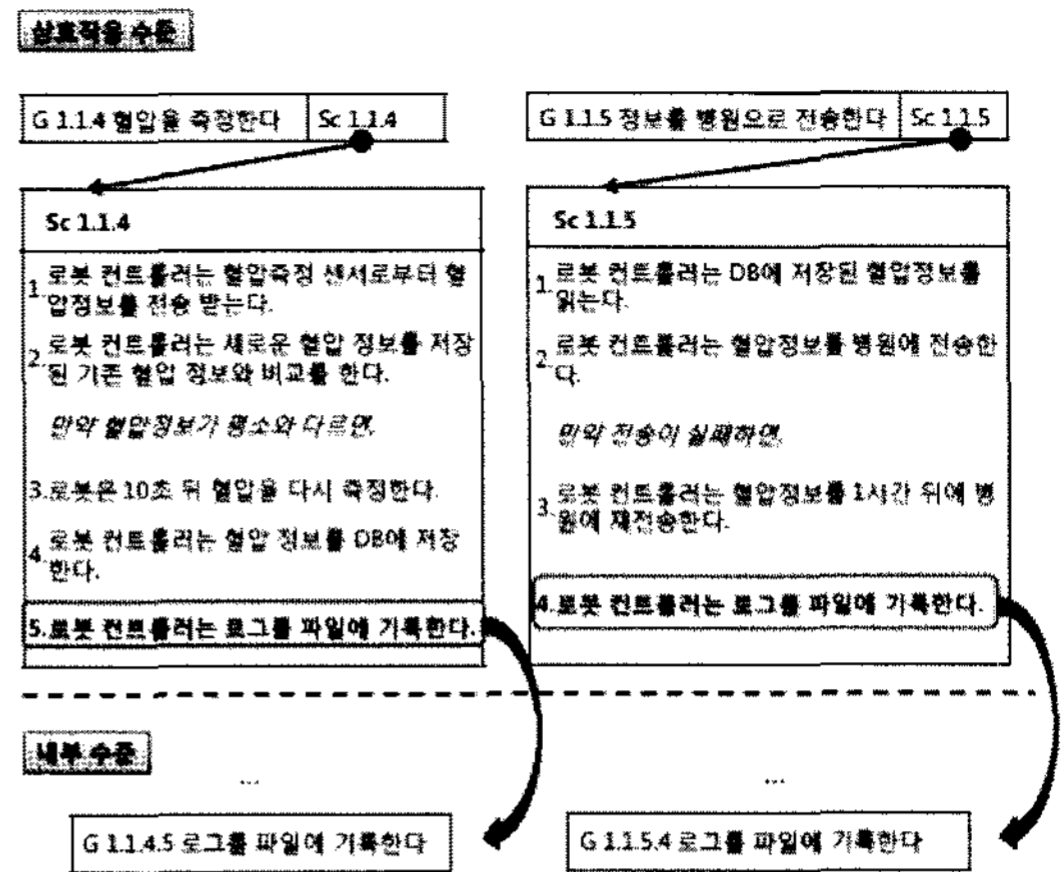 상호작용 수준
G 1.1.4 혈압을 측정한다
Sc 1.1.4
Sc 1.1.4
1. 로봇 컨트롤러는 혈압측정 센서로부터 혈
압정보를 전송 받는다.
2. 로봇 컨트롤러는 새로운 혈압 정보를 저장
된 기존 혈압 정보와 비교를 한다.
만약 혈압정보가 평소와 다르면,
3.로봇은 10초 뒤 혈압을 다시 측정한다.
4. 로봇 컨트롤러는 혈압 정보를 DB에 저장
한다.
5.로봇 컨트롤러는 로그를 파일에 기록한다.
G 1.1.5 정보를 병원으로 전송한다
Sc 1.1.5
Sc 1.1.5
1. 로봇 컨트롤러는 DB에 저장된 혈압정보를
읽는다.
2. 로봇 컨트롤러는 혈압정보를 병원에 전송한
다.
만약 전송이 실패하면,
3. 로봇 컨트롤러는 혈압정보를 1시간 뒤에 병
원에 재전송한다.
4.로봇 컨트롤러는 로그를 파일에 기록한다.
내부 수준
...
...
G 1.1.4.5 로그를 파일에 기록한다
G 1.1.5.4 로그를 파일에 기록한다